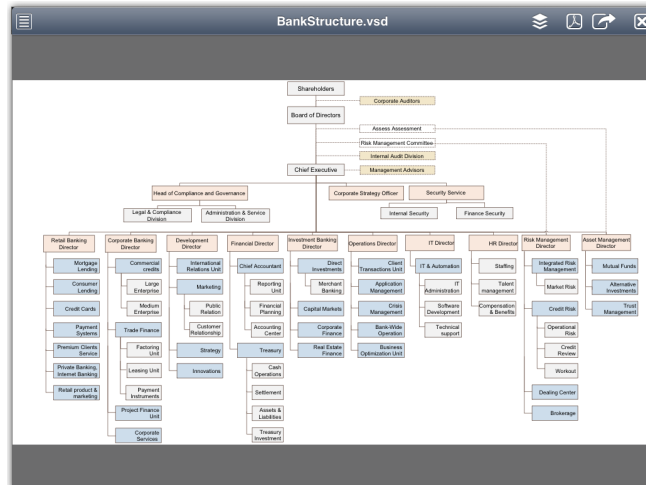 BankStructure.vsd
Shareholders
Corporate Auditors
Board of Directors
Assess Assessment
Risk Management Committee
Internal Audit Division
Chief Executive
Management Advisors
Head of Compliance and Governance
Corporate Strategy Officer
Security Service
Legal & Compliance
Division
Administration & Service
Division
Internal Security
Finance Security
Retail Banking
Director
Corporate Banking
Director
Development
Director
Financial Director
Investment Banking
Director
Operations Director
IT Director
HR Director
Risk Management
Director
Asset Management
Director
Mortgage
Lending
Consumer
Lending
Credit Cards
Payment
Systems
Premium Clients
Service
Private Banking,
Internet Banking
Retail product &
marketing
Commercial
credits
Large
Enterprise
Medium
Enterprise
Trade Finance
Factoring
Unit
Leasing Unit
Payment
Instruments
Project Finance
Unit
Corporate
Services
International
Relations Unit
Marketing
Public
Relation
Customer
Relationship
Strategy
Innovations
Chief Accountant
Reporting
Unit
Financial
Planning
Accounting
Center
Treasury
Cash
Operations
Settlement
Assets &
Liabilities
Treasury
Investment
Direct
Investments
Merchant
Banking
Capital Markets
Corporate
Finance
Real Estate
Finance
Client
Transactions Unit
Application
Management
Crisis
Management
Bank-Wide
Operation
Business
Optimization Unit
IT & Automation
IT
Administration
Software
Development
Technical
support
Staffing
Talent
management
Compensation
& Benefits
Integrated Risk
Management
Market Risk
Credit Risk
Operational
Risk
Credit
Review
Workout
Dealing Center
Brokerage
Mutual Funds
Alternative
Investments
Trust
Management